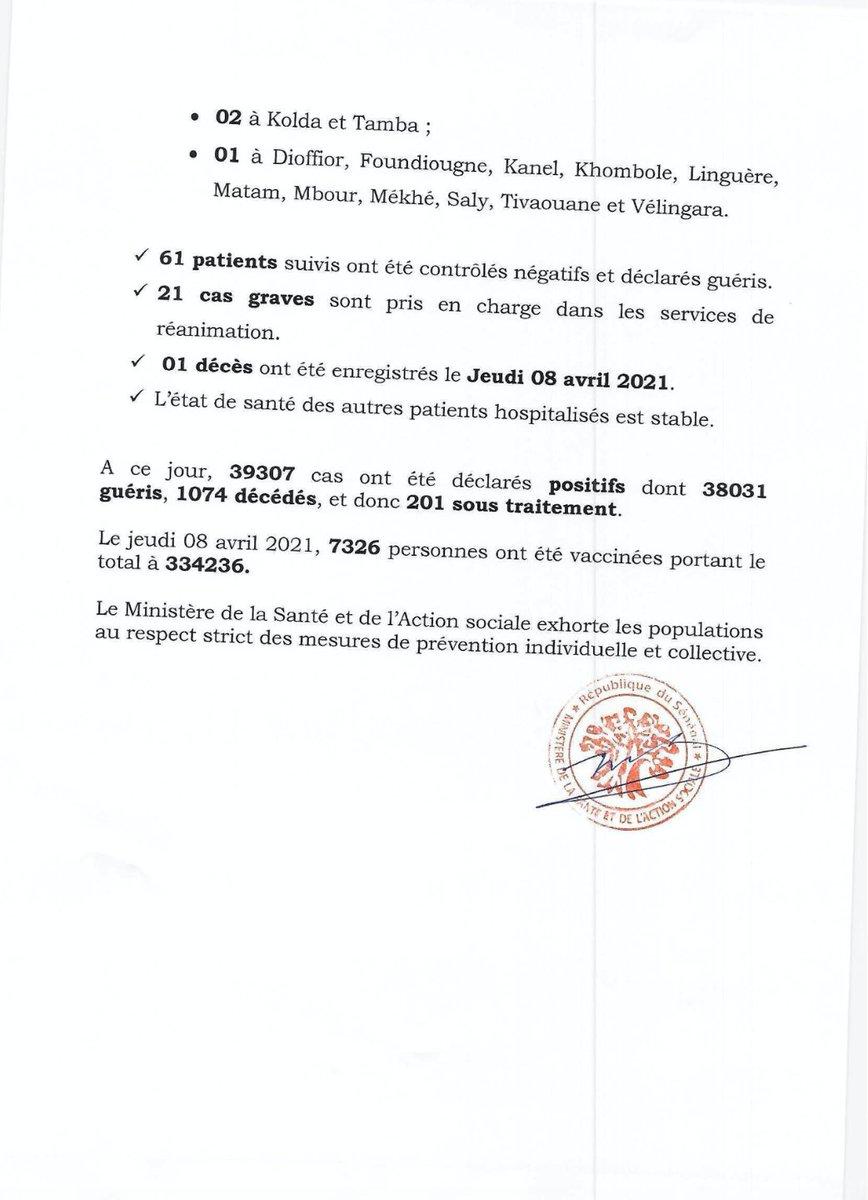 • 02 à Kolda et Tamba ;
• 01 à Dioffior, Foundiougne, Kanel, Khombole, Linguère,
Matam, Mbour, Mékhé, Saly, Tivaouane et Vélingara.
✓ 61 patients suivis ont été contrôlés négatifs et déclarés guéris.
✓ 21 cas graves sont pris en charge dans les services de
réanimation.
✓ 01 décès ont été enregistrés le Jeudi 08 avril 2021.
✓ L'état de santé des autres patients hospitalisés est stable.
A ce jour, 39307 cas ont été déclarés positifs dont 38031
guéris, 1074 décédés, et donc 201 sous traitement.
Le jeudi 08 avril 2021, 7326 personnes ont été vaccinées portant le
total à 334236.
Le Ministère de la Santé et de l'Action sociale exhorte les populations
au respect strict des mesures de prévention individuelle et collective.
★ République du Sénégal ★
MINISTERE DE LA SANTE ET DE L'ACTION SOCIALE